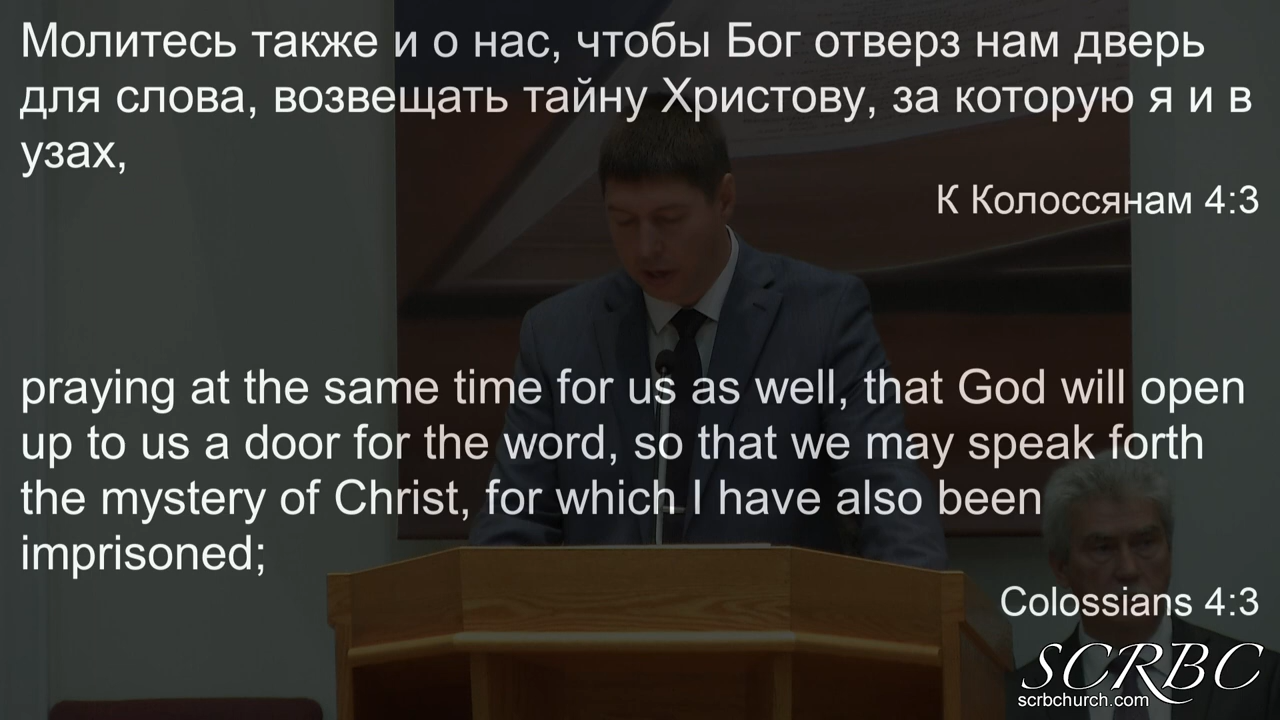 Молитесь также и о нас, чтобы Бог отверз нам дверь
для слова, возвещать тайну Христову, за которую я и в
узах,
К Колоссянам 4:3
praying at the same time for us as well, that God will open
up to us a door for the word, so that we may speak forth
the mystery of Christ, for which I have also been
imprisoned;
Colossians 4:3
SCRBC
scrbchurch.com